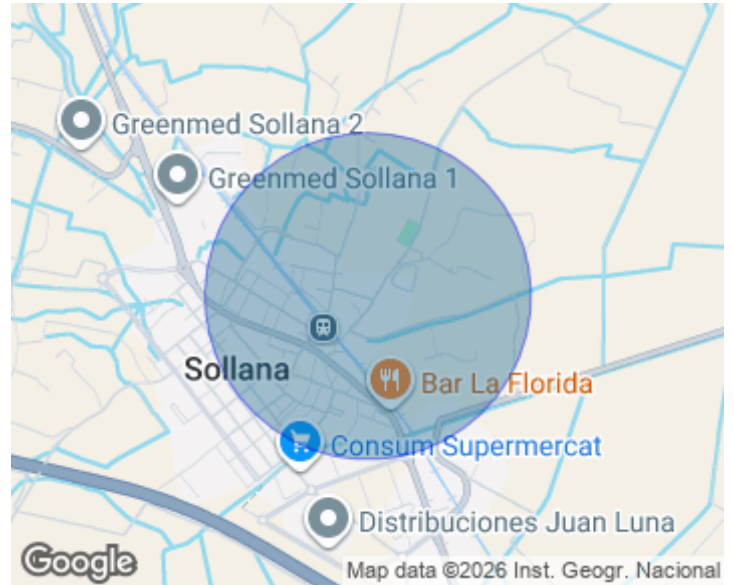 Greenmed Sollana 2
Greenmed Sollana 1
Sollana
Bar La Florida
Consum Supermercat
Distribuciones Juan Luna
Google
Map data ©2026 Inst. Geogr. Nacional